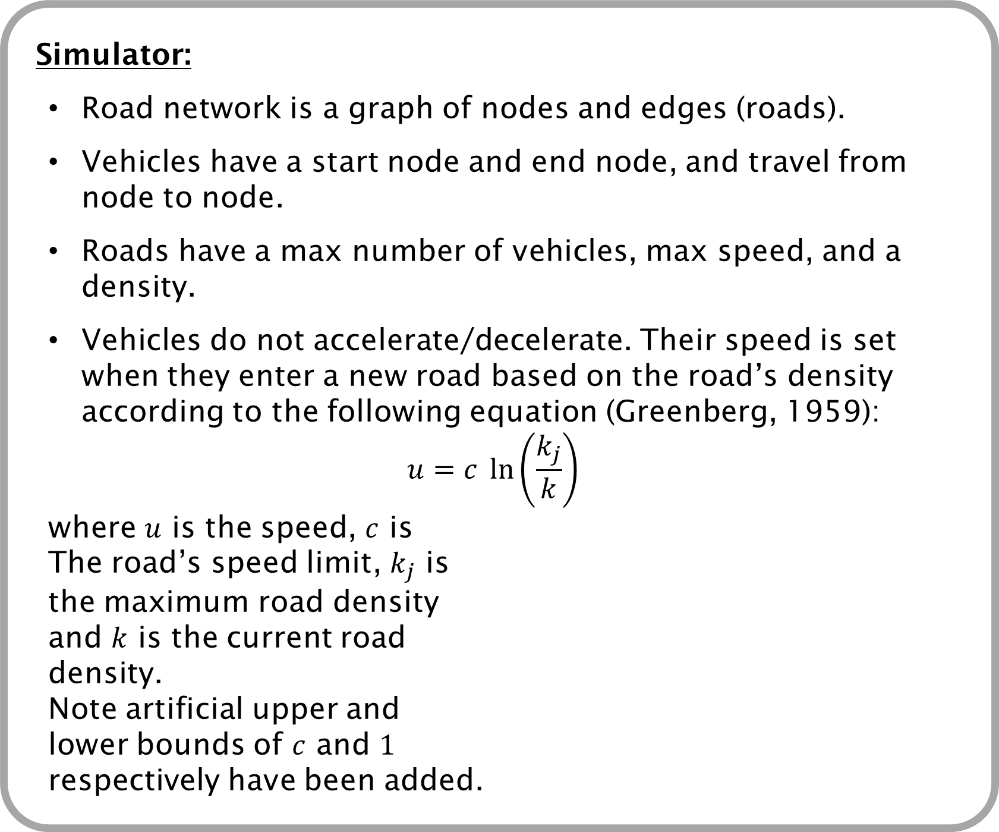 Simulator:
• Road network is a graph of nodes and edges (roads).
• Vehicles have a start node and end node, and travel from
node to node.
• Roads have a max number of vehicles, max speed, and a
density.
• Vehicles do not accelerate/decelerate. Their speed is set
when they enter a new road based on the road’s density
according to the following equation (Greenberg, 1959):
u = c ln(k_j/k)
where u is the speed, c is
The road’s speed limit, k_j is
the maximum road density
and k is the current road
density.
Note artificial upper and
lower bounds of c and 1
respectively have been added.